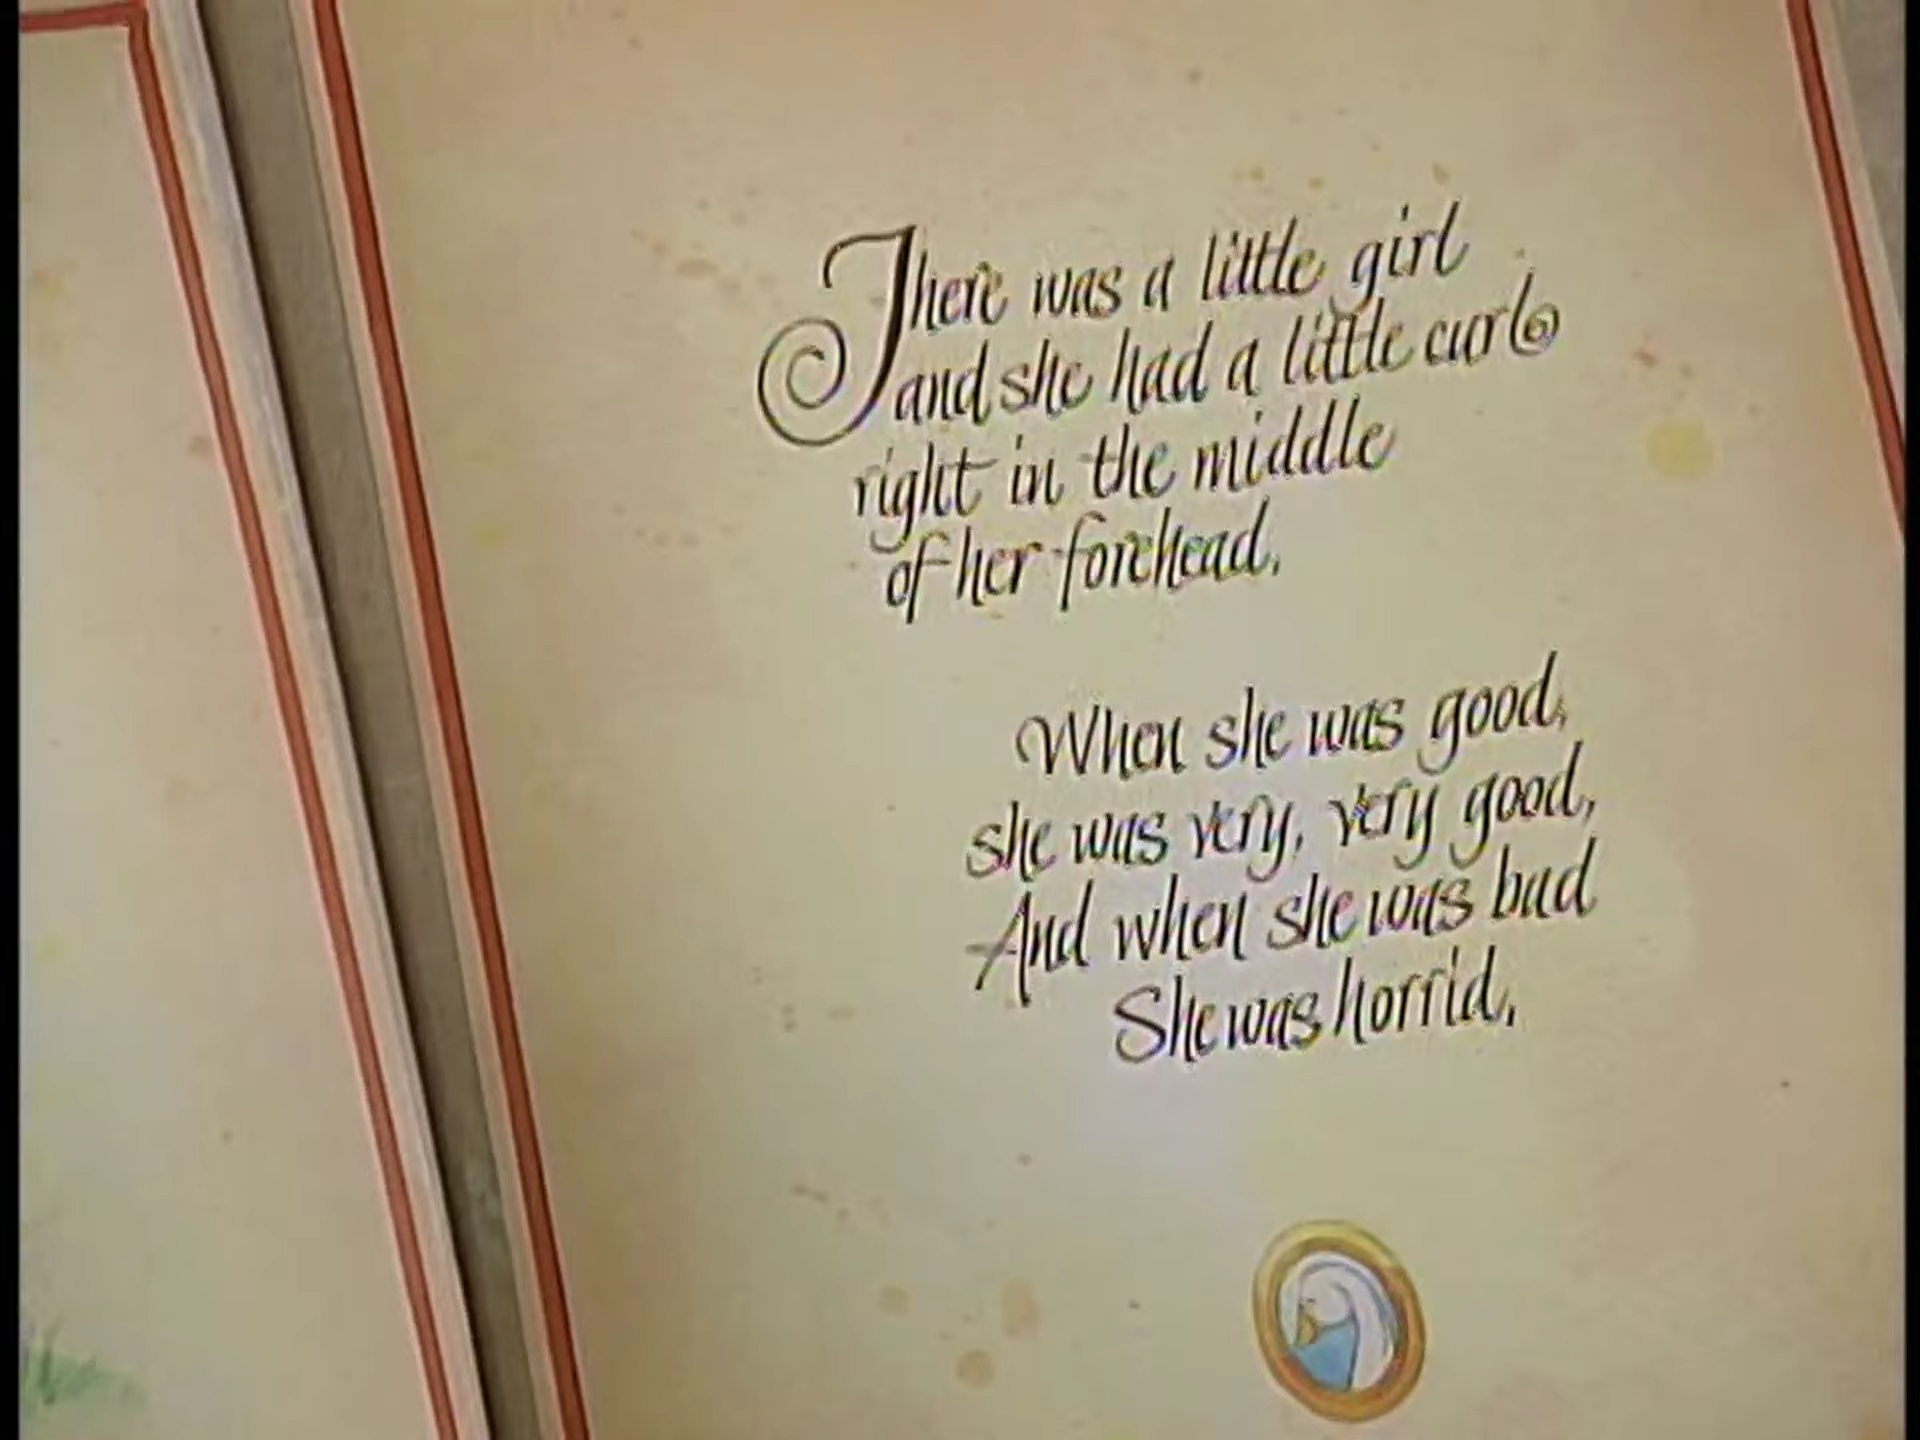 There was a little girl
and she had a little curl
right in the middle
of her forehead.
When she was good,
she was very, very good,
And when she was bad
She was horrid.